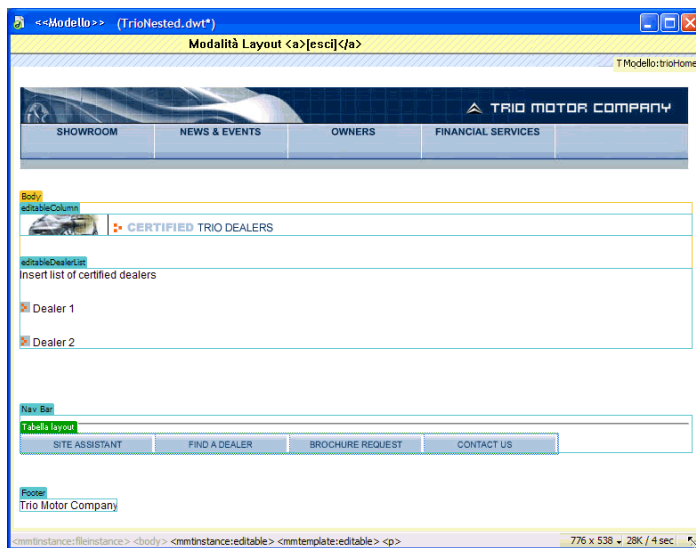 <<Modello>> (TrioNested.dwt*)
Modalità Layout <a>[esci]</a>
T Modello:trioHome
TRIO MOTOR COMPANY
SHOWROOM NEWS & EVENTS OWNERS FINANCIAL SERVICES
Body
editableColumn
CERTIFIED TRIO DEALERS
editableDealerList
Insert list of certified dealers
Dealer 1
Dealer 2
Nav Bar
Tabella layout
SITE ASSISTANT FIND A DEALER BROCHURE REQUEST CONTACT US
Footer
Trio Motor Company
<mmtinstance:fileinstance> <body> <mmtinstance:editable> <mmtemplate:editable> <p> 776 x 538 28K / 4 sec